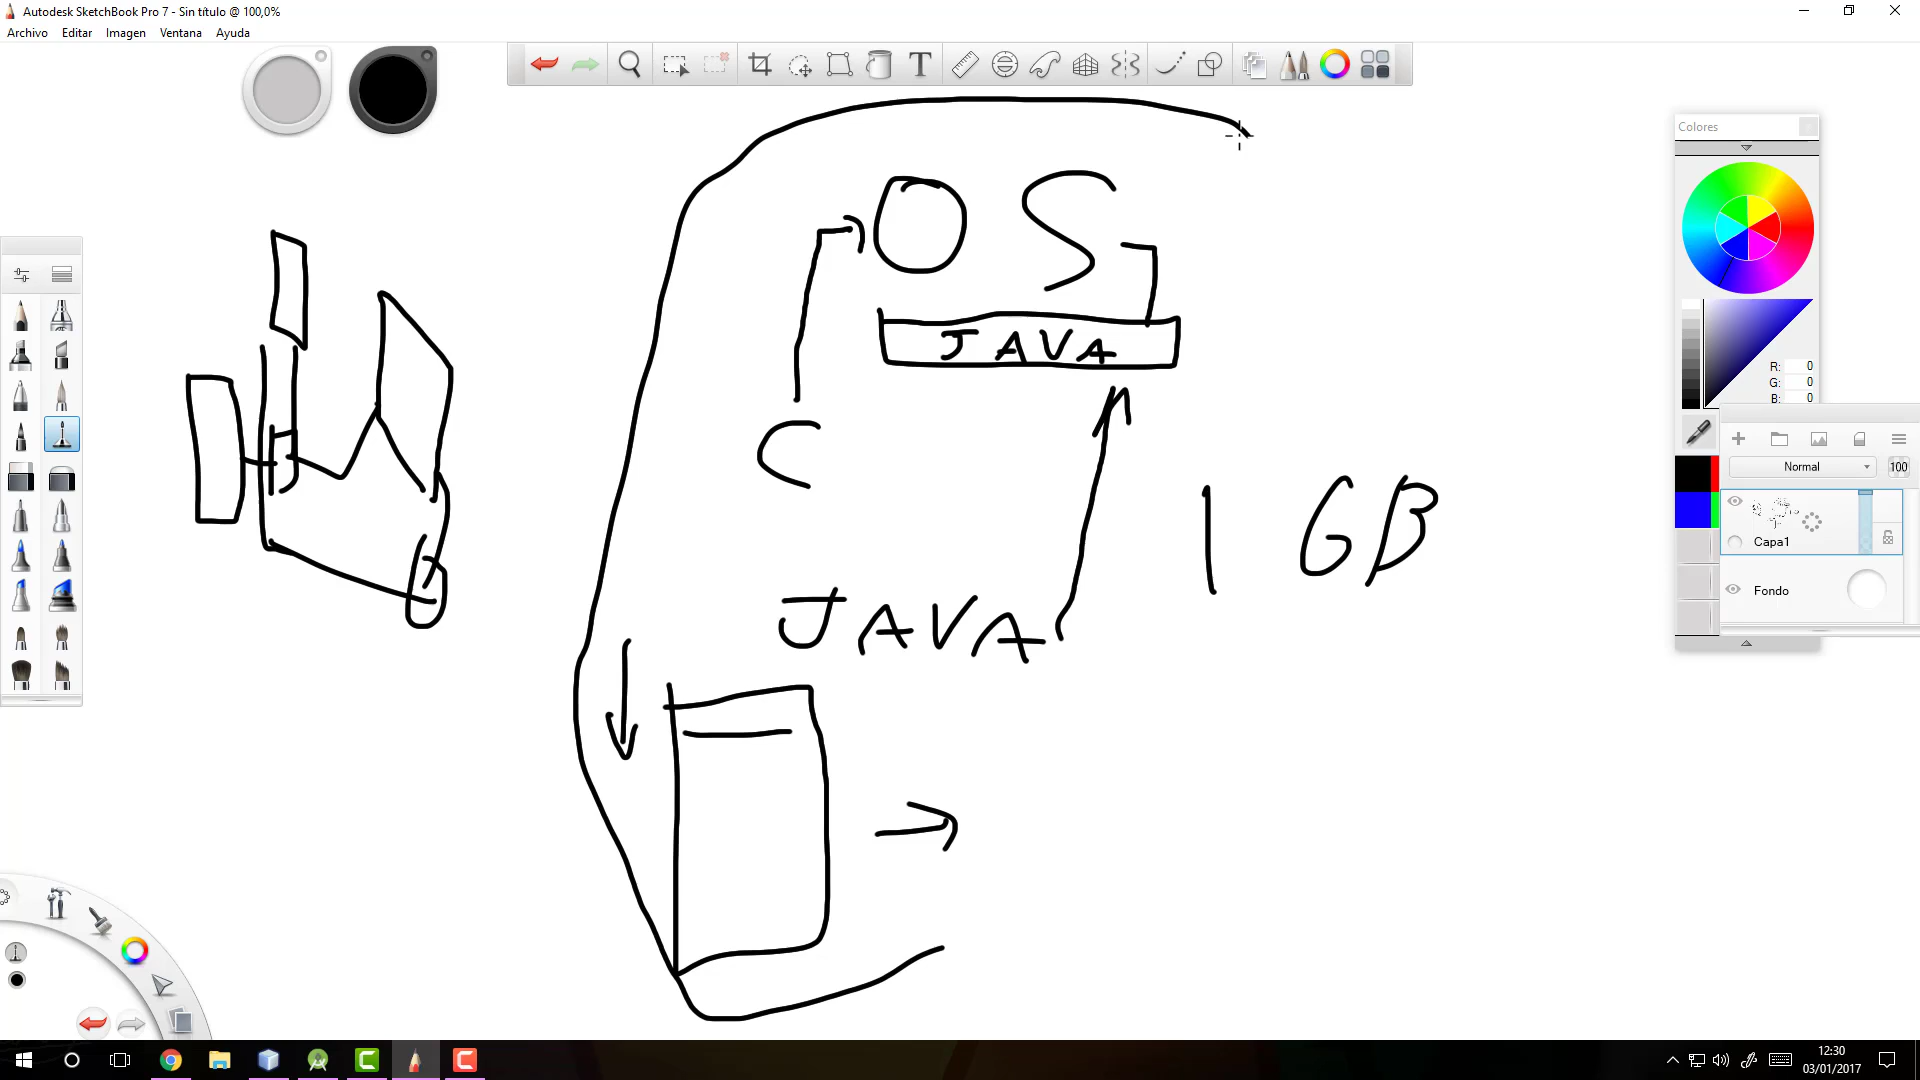 Autodesk SketchBook Pro 7 - Sin título @ 100,0%
Archivo Editar Imagen Ventana Ayuda
T
Colores
O S
JAVA
R: 0
G: 0
B: 0
C
Normal 100
1 GB
Capa1
Fondo
JAVA
12:30
03/01/2017